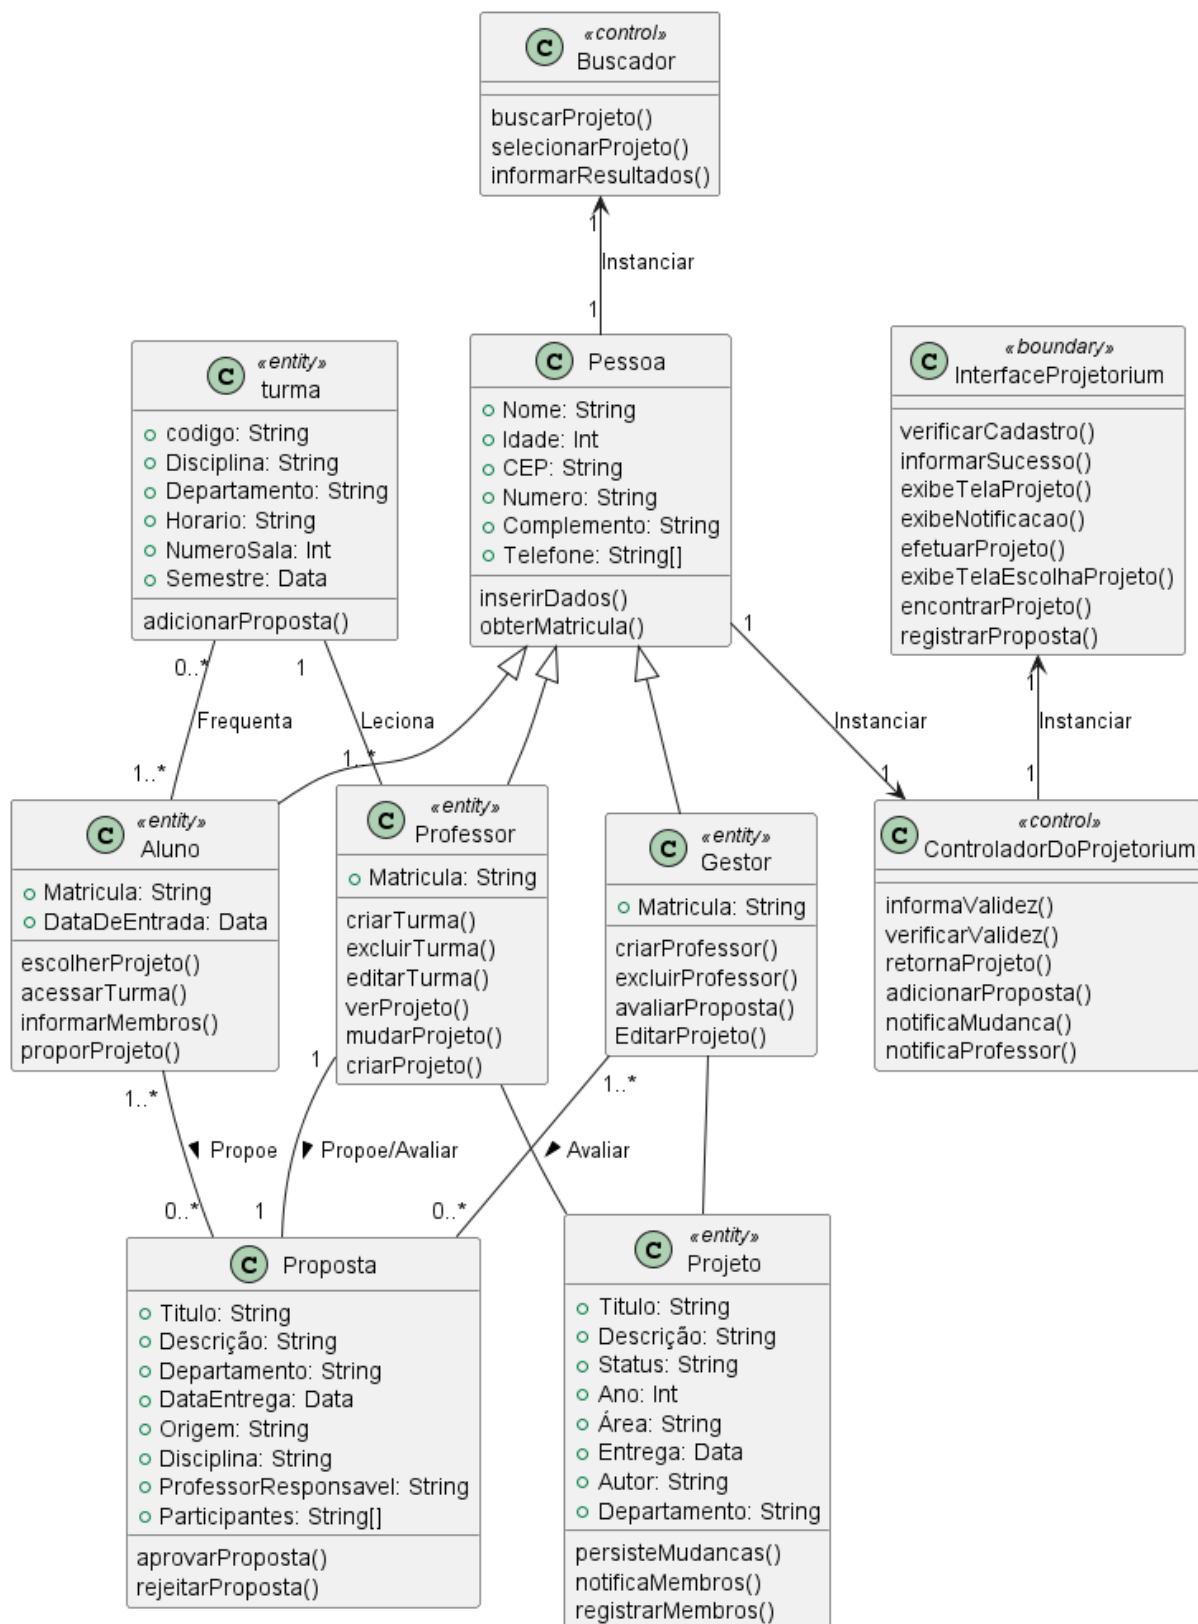 C
«control»
Buscador
buscarProjeto()
selecionarProjeto()
informarResultados()
1
Instanciar
1
C
«entity»
turma
codigo: String
Disciplina: String
Departamento: String
Horario: String
NumeroSala: Int
Semestre: Data
adicionarProposta()
C
Pessoa
Nome: String
Idade: Int
CEP: String
Numero: String
Complemento: String
Telefone: String[]
inserirDados()
obterMatricula()
C
«boundary»
InterfaceProjetorium
verificarCadastro()
informarSucesso()
exibeTelaProjeto()
exibeNotificacao()
efetuarProjeto()
exibeTelaEscolhaProjeto()
encontrarProjeto()
registrarProposta()
0..*
Frequenta
1..*
1
Leciona
1..*
1
Instanciar
1
1
Instanciar
1
C
«entity»
Aluno
Matricula: String
DataDeEntrada: Data
escolherProjeto()
acessarTurma()
informarMembros()
proporProjeto()
C
«entity»
Professor
Matricula: String
criarTurma()
excluirTurma()
editarTurma()
verProjeto()
mudarProjeto()
criarProjeto()
C
«entity»
Gestor
Matricula: String
criarProfessor()
excluirProfessor()
avaliarProposta()
EditarProjeto()
C
«control»
ControladorDoProjetorium
informaValidez()
verificarValidez()
retornaProjeto()
adicionarProposta()
notificaMudanca()
notificaProfessor()
1..*
Propoe
0..*
1
Propoe/Avaliar
1
1..*
Avaliar
0..*
C
Proposta
Titulo: String
Descrição: String
Departamento: String
DataEntrega: Data
Origem: String
Disciplina: String
ProfessorResponsavel: String
Participantes: String[]
aprovarProposta()
rejeitarProposta()
C
«entity»
Projeto
Titulo: String
Descrição: String
Status: String
Ano: Int
Área: String
Entrega: Data
Autor: String
Departamento: String
persisteMudancas()
notificaMembros()
registrarMembros()